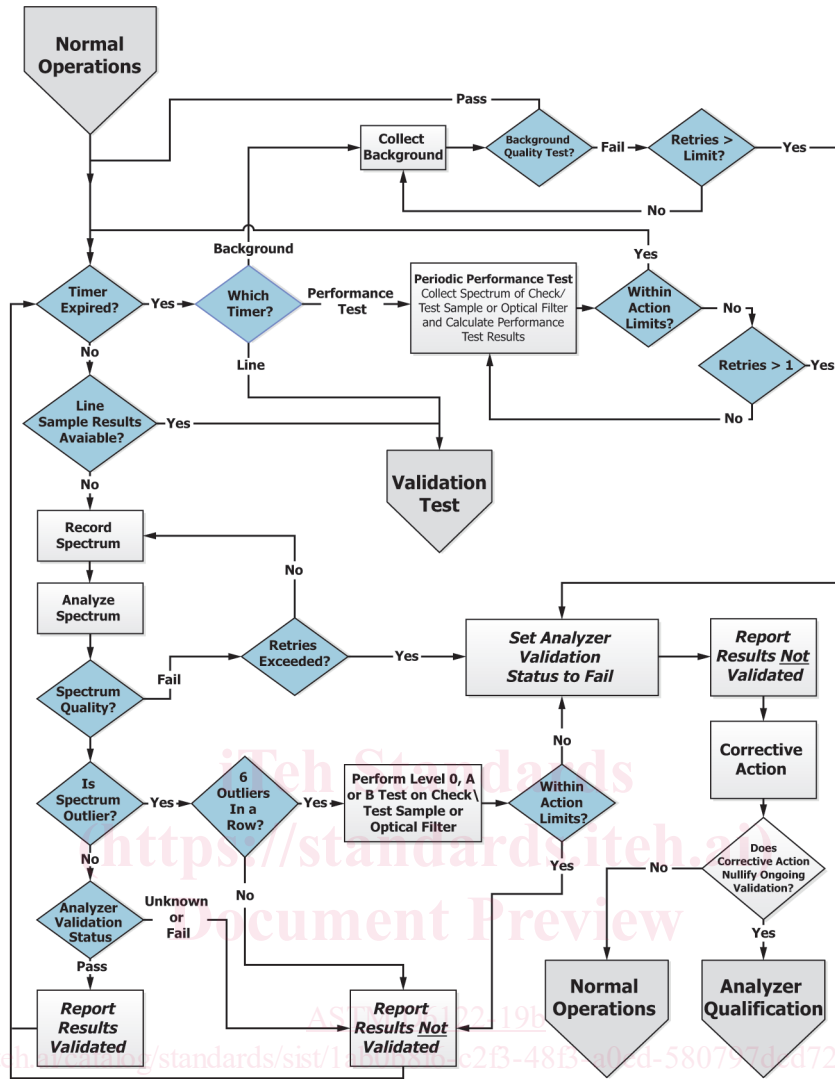 Normal
Operations
Pass
Collect
Background
Background
Quality Test?
Fail
Retries >
Limit?
Yes
No
Background
Yes
Timer
Expired?
Yes
Which
Timer?
Performance
Test
Periodic Performance Test
Collect Spectrum of Check/
Test Sample or Optical Filter
and Calculate Performance
Test Results
Within
Action
Limits?
No
Retries > 1
Yes
No
No
Line
Line
Sample Results
Avaiable?
Yes
No
Validation
Test
Record
Spectrum
No
Analyze
Spectrum
Retries
Exceeded?
Yes
Set Analyzer
Validation
Status to Fail
Report
Results Not
Validated
Spectrum
Quality?
Fail
No
Corrective
Action
Is
Spectrum
Outlier?
Yes
6
Outliers
In a
Row?
Yes
Perform Level 0, A
or B Test on Check\
Test Sample or
Optical Filter
Within
Action
Limits?
Does
Corrective Action
Nullify Ongoing
Validation?
No
No
Yes
No
Yes
Analyzer
Validation
Status
Unknown
or
Fail
Pass
Report
Results
Validated
Report
Results Not
Validated
Normal
Operations
Analyzer
Qualification
iTeh Standards
(https://standards.iteh.ai)
Document Preview